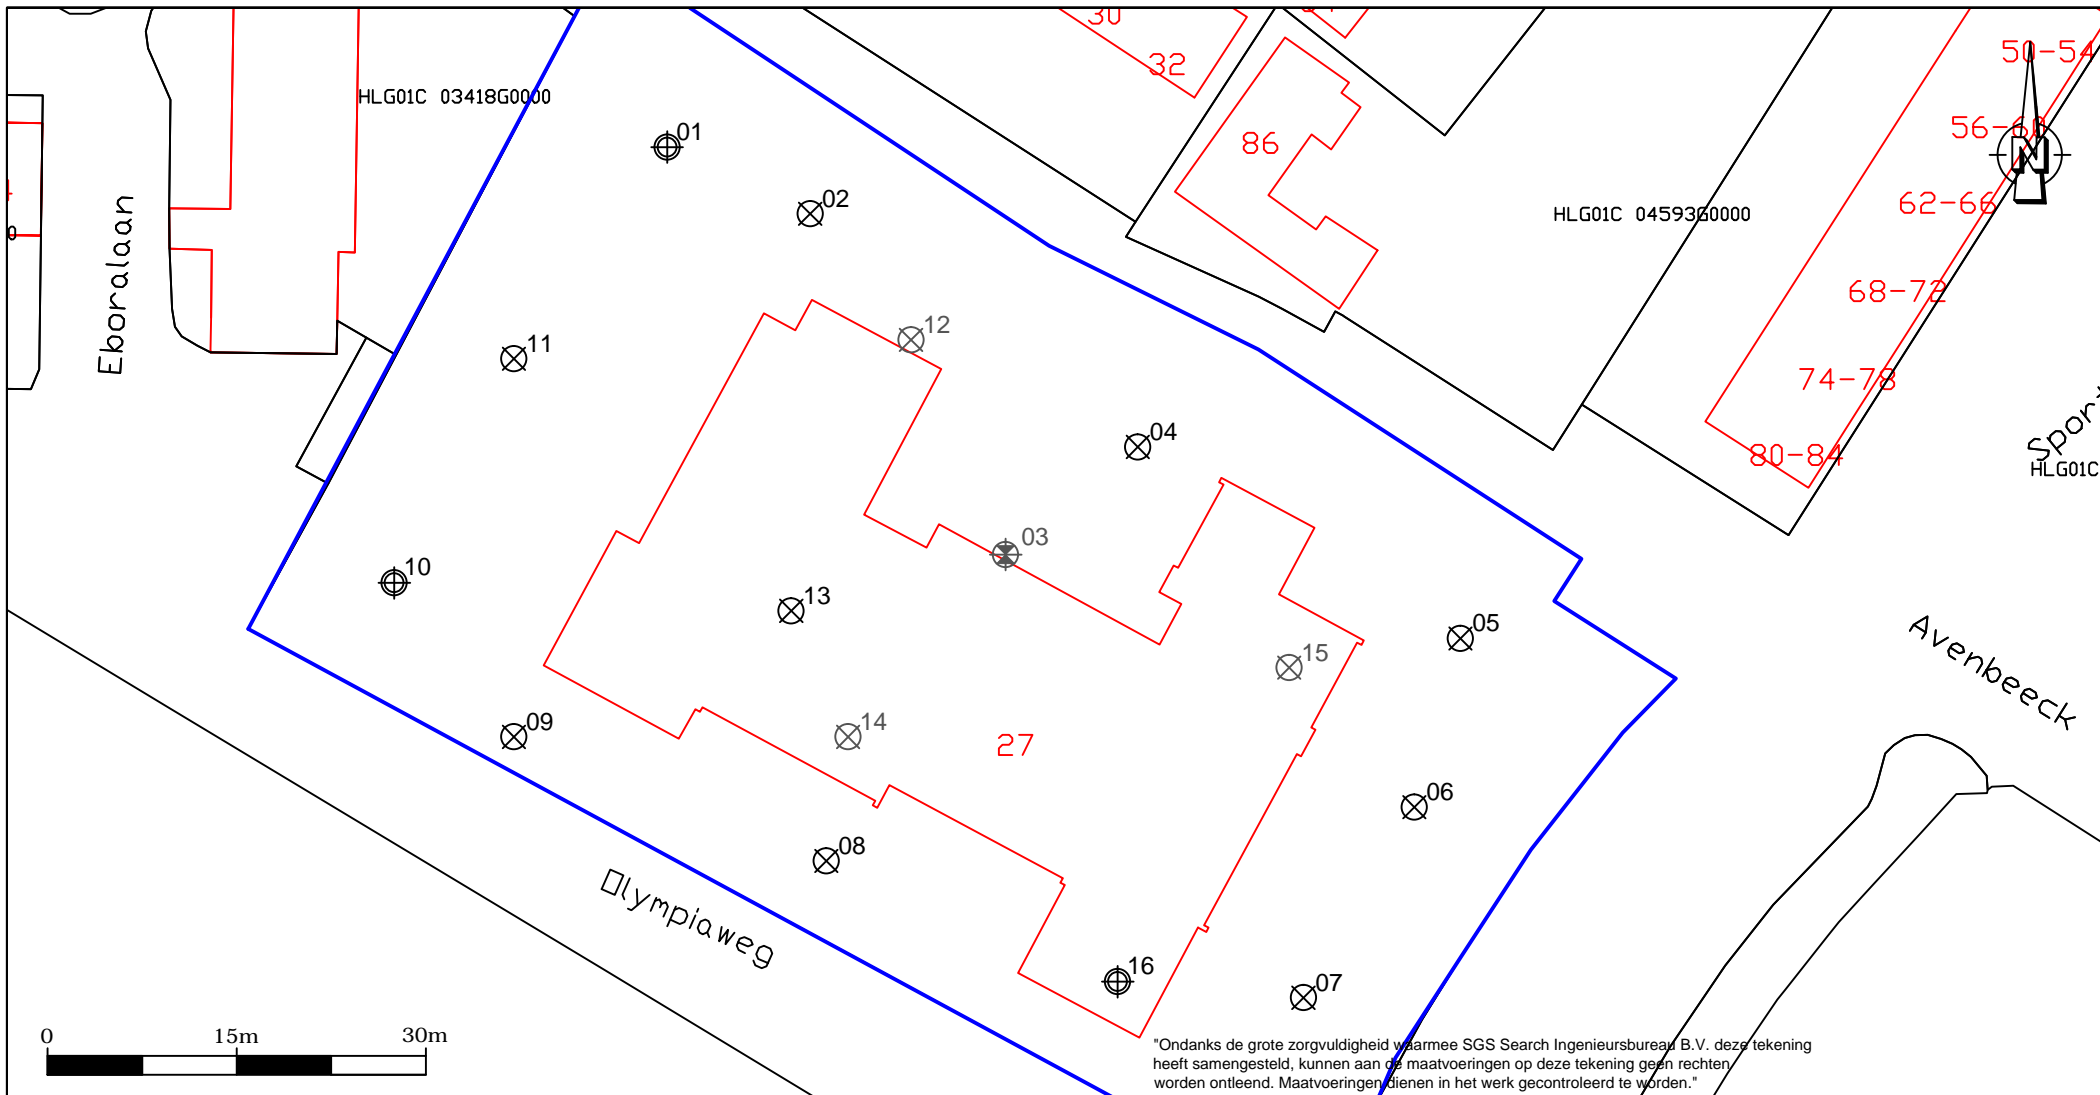 30
32
50-54
HLG01C 03418G0000
01
86
56-60
02
HLG01C 04593G0000
62-66
N
0
Eboralaan
68-72
11
12
74-78
04
80-84
Sport
HLG01C
03
10
13
05
15
Avenbeeck
09
14
27
06
08
Olympiaweg
16
07
0 15m 30m
"Ondanks de grote zorgvuldigheid waarmee SGS Search Ingenieursbureau B.V. deze tekening
heeft samengesteld, kunnen aan de maatvoeringen op deze tekening geen rechten
worden ontleend. Maatvoeringen dienen in het werk gecontroleerd te worden."